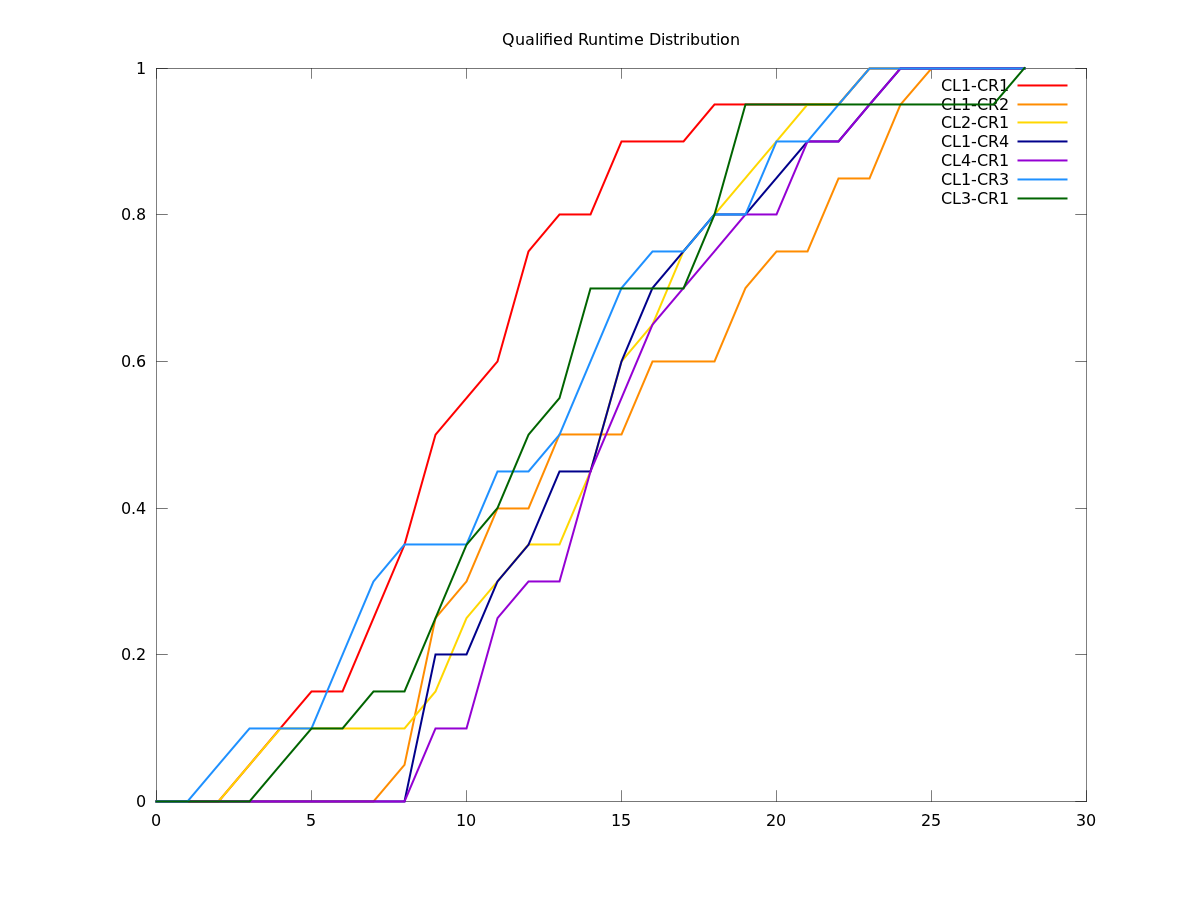 Qualified Runtime Distribution
1
0.8
0.6
0.4
0.2
0
0 5 10 15 20 25 30
CL1-CR1
CL1-CR2
CL2-CR1
CL1-CR4
CL4-CR1
CL1-CR3
CL3-CR1